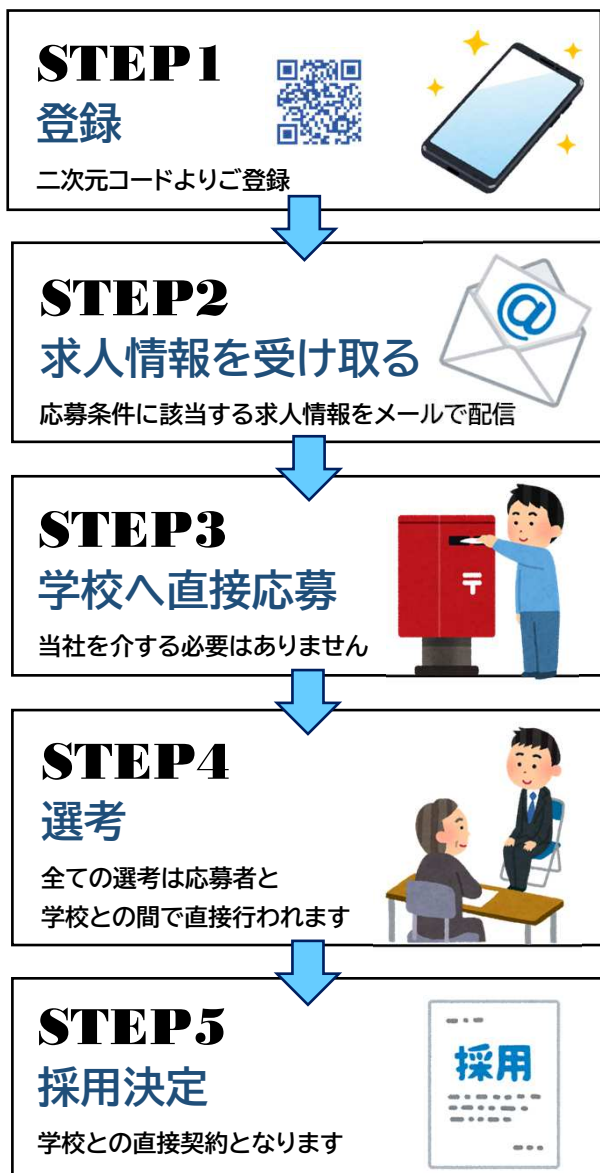 STEP1
登録
二次元コードよりご登録
STEP2
求人情報を受け取る
@
応募条件に該当する求人情報をメールで配信
STEP3
学校へ直接応募
〒
当社を介する必要はありません
STEP4
選考
全ての選考は応募者と
学校との間で直接行われます
STEP5
採用決定
採用
学校との直接契約となります